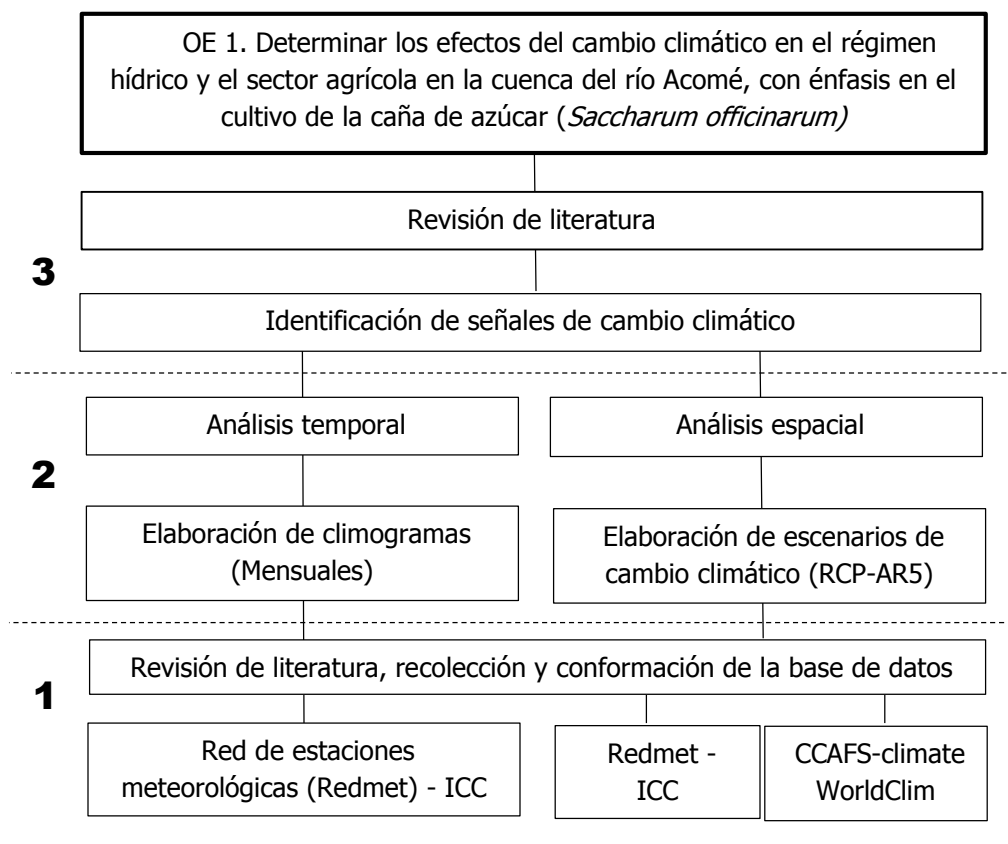 OE 1. Determinar los efectos del cambio climático en el régimen
hídrico y el sector agrícola en la cuenca del río Acomé, con énfasis en el
cultivo de la caña de azúcar (Saccharum officinarum)
Revisión de literatura
3
Identificación de señales de cambio climático
Análisis temporal
Análisis espacial
2
Elaboración de climogramas
(Mensuales)
Elaboración de escenarios de
cambio climático (RCP-AR5)
Revisión de literatura, recolección y conformación de la base de datos
1
Red de estaciones
meteorológicas (Redmet) - ICC
Redmet -
ICC
CCAFS-climate
WorldClim